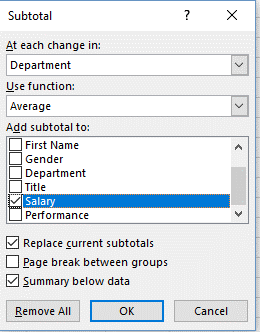 Subtotal
At each change in:
Department
Use function:
Average
Add subtotal to:
First Name
Gender
Department
Title
Salary
Performance
Replace current subtotals
Page break between groups
Summary below data
Remove All OK Cancel